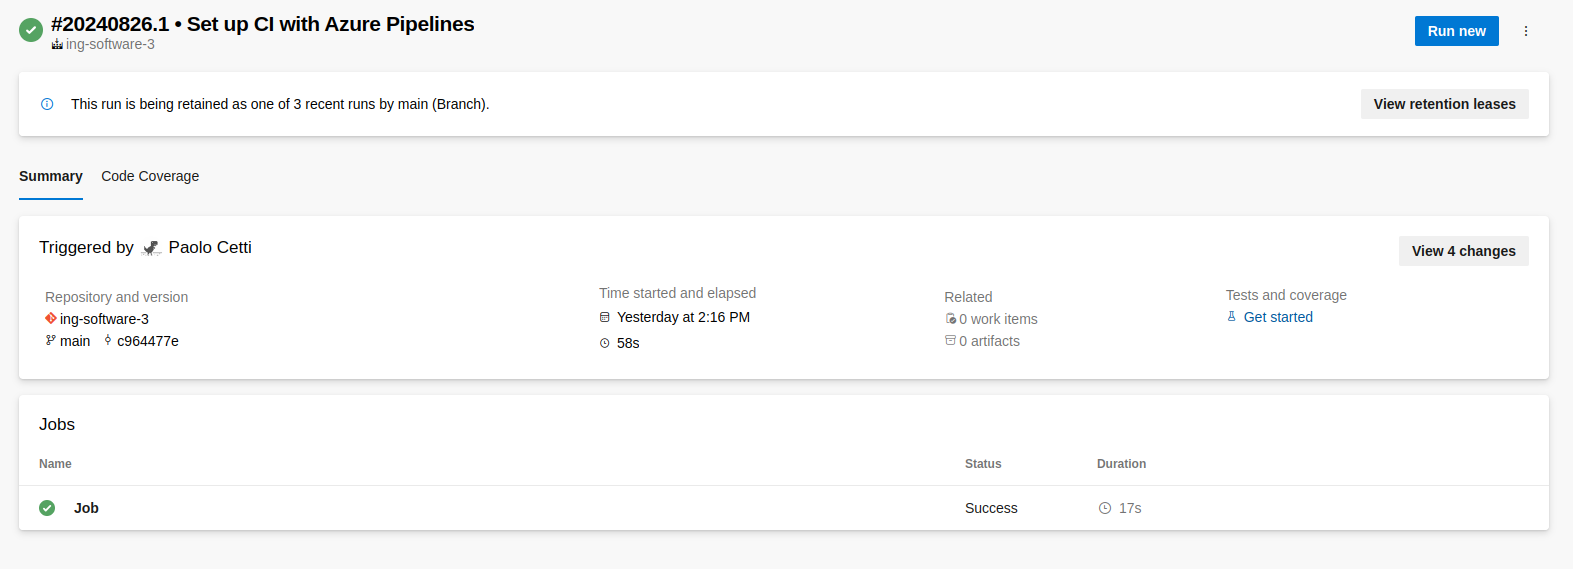 #20240826.1 • Set up CI with Azure Pipelines
ing-software-3
Run new
This run is being retained as one of 3 recent runs by main (Branch).
View retention leases
Summary
Code Coverage
Triggered by Paolo Cetti
View 4 changes
Repository and version
ing-software-3
main c964477e
Time started and elapsed
Yesterday at 2:16 PM
58s
Related
0 work items
0 artifacts
Tests and coverage
Get started
Jobs
Name Status Duration
Job Success 17s